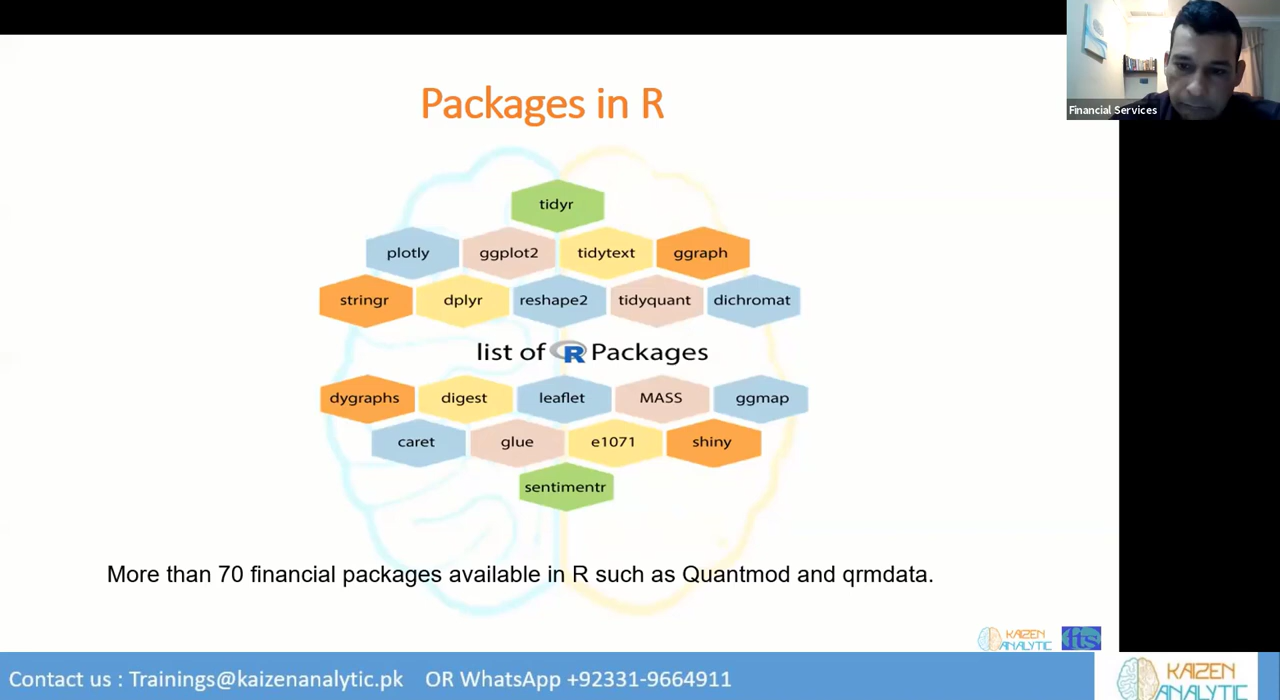 Packages in R
Financial Services
tidyr
plotly ggplot2 tidytext ggraph
stringr dplyr reshape2 tidyquant dichromat
list of R Packages
dygraphs digest leaflet MASS ggmap
caret glue e1071 shiny
sentimentr
More than 70 financial packages available in R such as Quantmod and qrmdata.
KAIZEN
ANALYTIC
fts
Contact us : Trainings@kaizenanalytic.pk OR WhatsApp +92331-9664911
KAIZEN
ANALYTIC